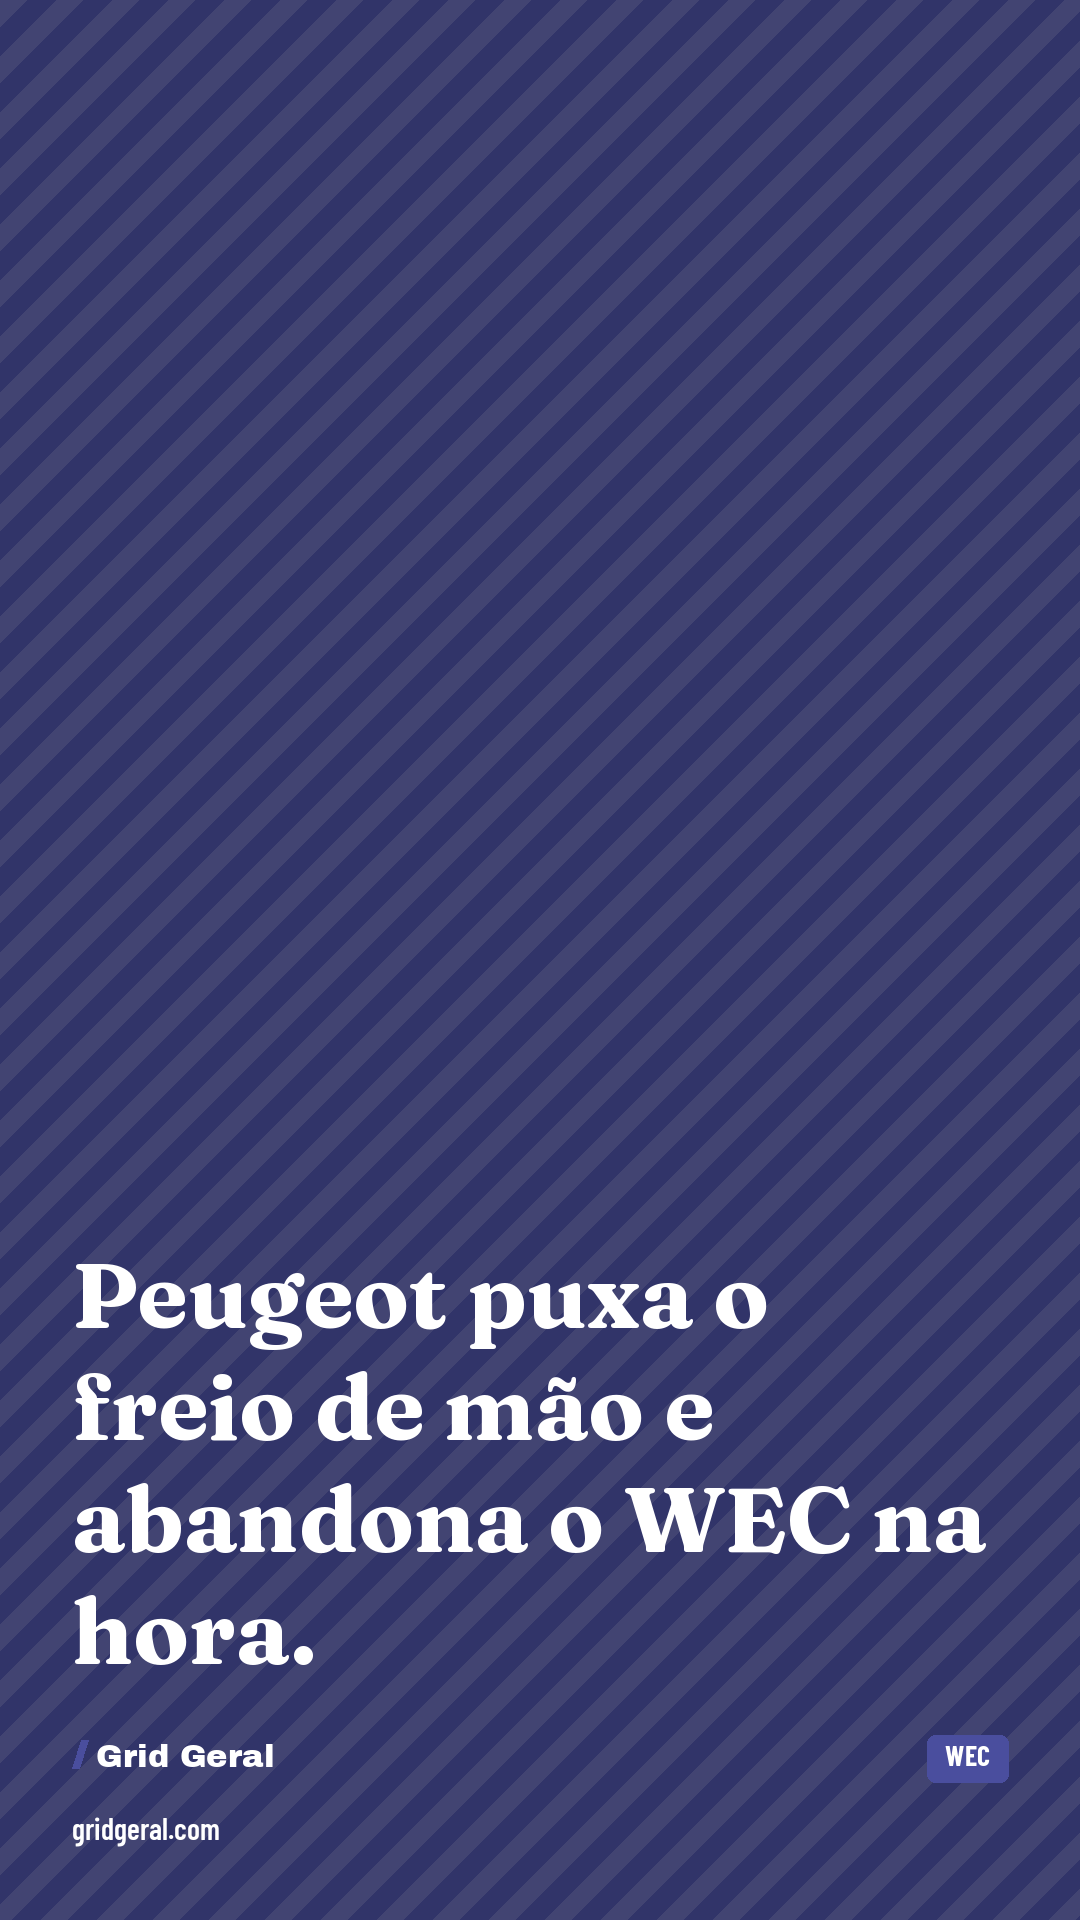 Peugeot puxa o
freio de mão e
abandona o WEC na
hora.
/ Grid Geral
WEC
gridgeral.com